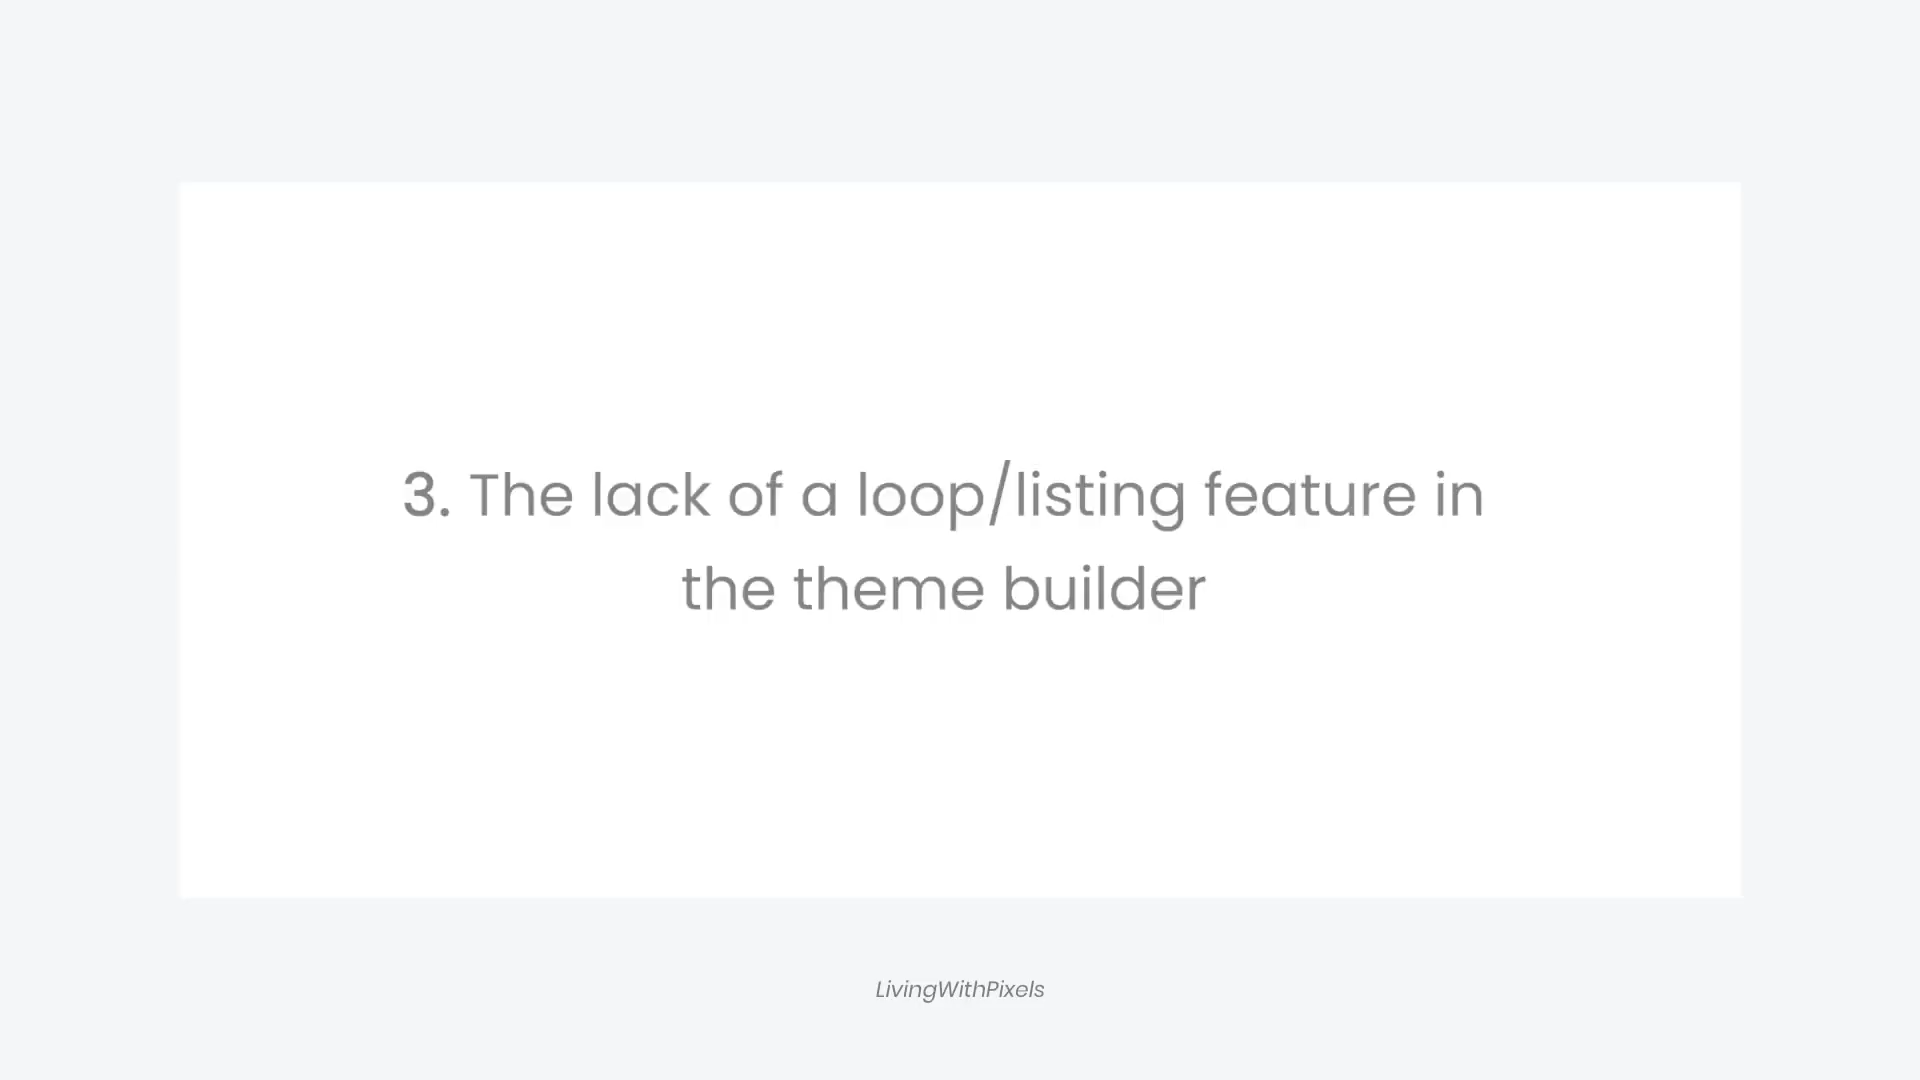 3. The lack of a loop/listing feature in
the theme builder
LivingWithPixels